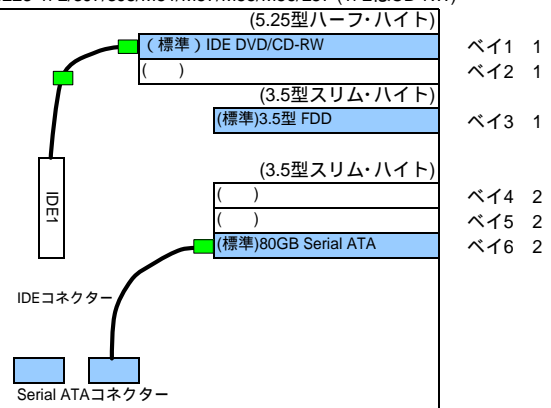 (5.25型ハーフ・ハイト)
(標準)IDE DVD/CD-RW ベイ1 1
( ) ベイ2 1
(3.5型スリム・ハイト)
(標準)3.5型 FDD ベイ3 1
(3.5型スリム・ハイト)
( ) ベイ4 2
( ) ベイ5 2
(標準)80GB Serial ATA ベイ6 2
IDE1
IDEコネクター
Serial ATAコネクター